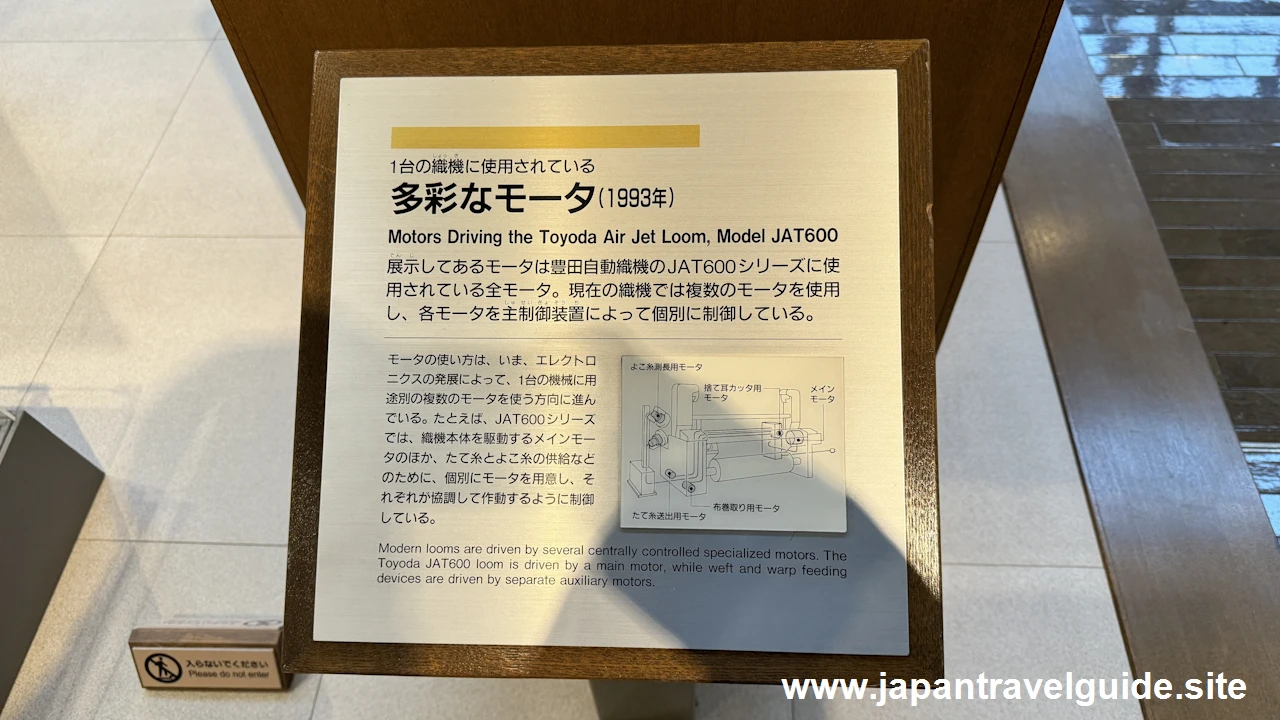 1台の織機に使用されている
多彩なモータ(1993年)
Motors Driving the Toyoda Air Jet Loom, Model JAT600
展示してあるモータは豊田自動織機のJAT600シリーズに使
用されている全モータ。現在の織機では複数のモータを使用
し、各モータを主制御装置によって個別に制御している。
モータの使い方は、いま、エレクトロ
ニクスの発展によって、1台の機械に用
途別の複数のモータを使う方向に進ん
でいる。たとえば、JAT600シリーズ
では、織機本体を駆動するメインモー
タのほか、たて糸とよこ糸の供給など
のために、個別にモータを用意し、そ
れぞれが協調して作動するように制御
している。
よこ糸測長用モータ
捨て耳カッタ用
モータ
メイン
モータ
布巻取り用モータ
たて糸送出用モータ
Modern looms are driven by several centrally controlled specialized motors. The
Toyoda JAT600 loom is driven by a main motor, while weft and warp feeding
devices are driven by separate auxiliary motors.
入らないでください
Please do not enter
www.japantravelguide.site